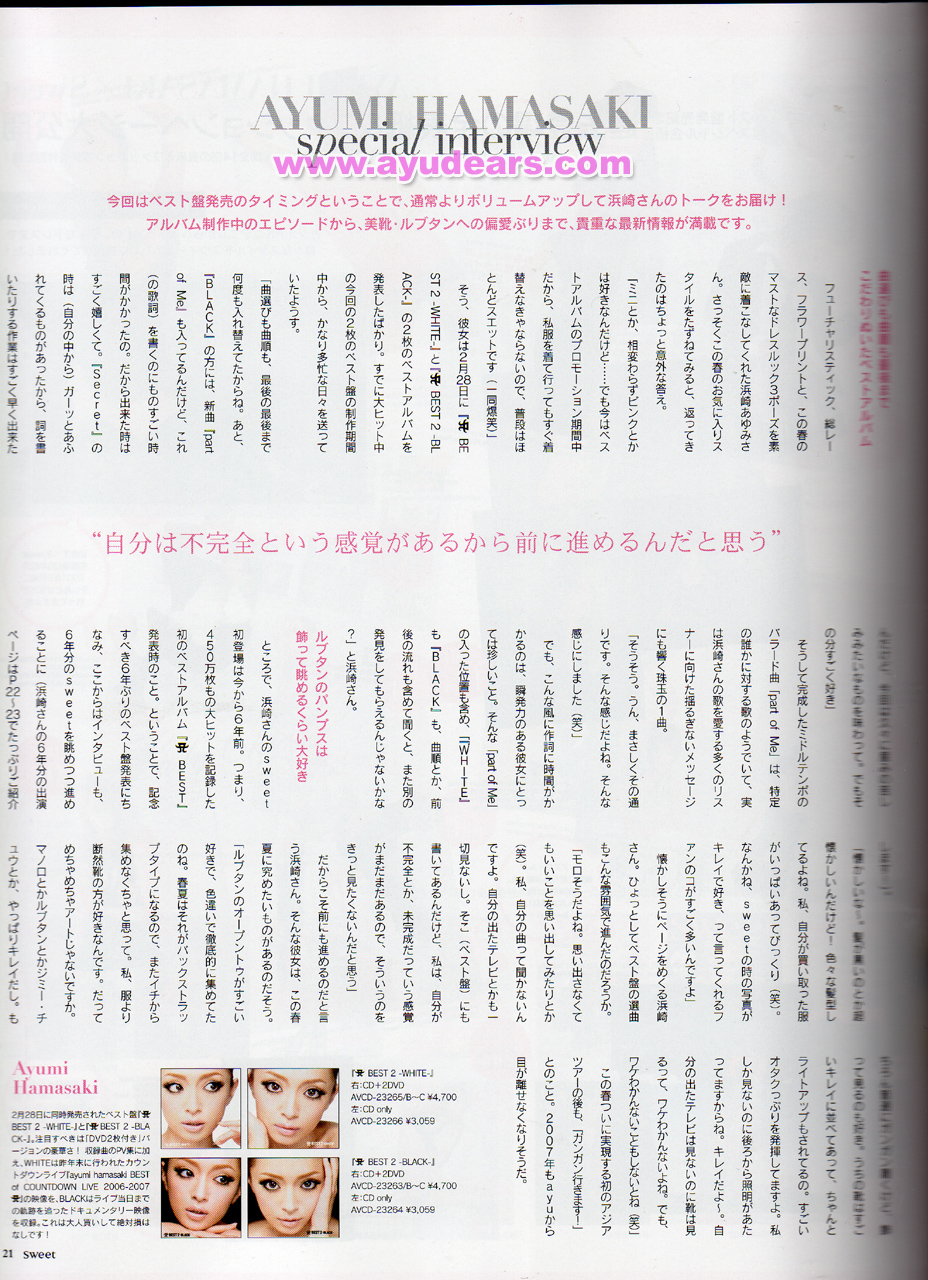 AYUMI HAMASAKI
special interview
www.ayudears.com
今回はベスト盤発売のタイミングということで、通常よりボリュームアップして浜崎さんのトークをお届け！
アルバム制作中のエピソードから、美靴・ルブタンへの偏愛ぶりまで、貴重な最新情報が満載です。
こだわりぬいたベストアルバム
フューチャリスティック、総レー
ス、フラワープリントと、この春の
マストなドレスルック3ポーズを素
敵に着こなしてくれた浜崎あゆみさ
ん。さっそくこの春のお気に入りス
タイルをたずねてみると、返ってき
たのはちょっと意外な答え。
「ミニとか、相変わらずピンクとか
は好きなんだけど……でも今はベス
トアルバムのプロモーション期間中
だから、私服を着て行ってもすぐ着
替えなきゃならないので、普段はほ
とんどスエットです（一同爆笑）」
そう、彼女は2月28日に『A BE
ST 2 -WHITE-』と『A BEST 2 -BL
ACK-』の2枚のベストアルバムを
発表したばかり。すでに大ヒット中
の今回の2枚のベスト盤の制作期間
中から、かなり多忙な日々を送って
いたようす。
「曲選びも曲順も、最後の最後まで
何度も入れ替えてたからね。あと、
『BLACK』の方には、新曲『part
of Me』も入ってるんだけど、これ
（の歌詞）を書くのにものすごい時
間がかかったの。だから出来た時は
すごく嬉しくて。『Secret』の
時は（自分の中から）ガーッとあふ
れてくるものがあったから、詞を書
いたりする作業はすごく早く出来た
“自分は不完全という感覚があるから前に進めるんだと思う”
みみたいなものを味わって。でもそ
の分すごく好き」
そうして完成したミドルテンポの
バラード曲『part of Me』は、特定
の誰かに対する歌のようでいて、実
は浜崎さんの歌を愛する多くのリス
ナーに向けた揺るぎないメッセージ
にも響く珠玉の1曲。
「そうそう。うん、まさしくその通
りです。そんな感じだよね。そんな
感じにしました（笑）」
でも、こんな風に作詞に時間がか
かるのは、瞬発力のある彼女にとっ
ては珍しいこと。そんな『part of Me』
の入った位置も含め、「『WHITE』
も『BLACK』も、曲順とか、前
後の流れも含めて聞くと、また別の
発見をしてもらえるんじゃないかな
？」と浜崎さん。
ルブタンのパンプスは
飾って眺めるくらい大好き
ところで、浜崎さんのsweet
初登場は今から6年前。つまり、
450万枚もの大ヒットを記録した
初のベストアルバム『A BEST』
発表時のこと。ということで、記念
すべき6年ぶりのベスト盤発表にち
なみ、ここからはインタビューも、
6年分のsweetを眺めつつ進め
ることに（浜崎さんの6年分の出演
ページはP22〜23でたっぷりご紹介
懐かしいんだけど！ 色々な髪型し
てるよね。私、自分が買い取った服
がいっぱいあってびっくり（笑）。
なんかね、sweetの時の写真が
キレイで好き、って言ってくれるフ
ァンのコがすごく多いんですよ」
懐かしそうにページをめくる浜崎
さん。ひょっとしてベスト盤の選曲
もこんな雰囲気で進んだのだろうか。
「モロそうだよね。思い出さなくて
もいいことを思い出してみたりとか
（笑）。私、自分の曲って聞かないん
ですよ。自分の出たテレビとかも一
切見ないし。そこ（ベスト盤）にも
書いてあるんだけど、私は、自分が
不完全とか、未完成だっていう感覚
がまだまだあるので、そういうのを
きっと見たくないんだと思う」
だからこそ前にも進めるのだと言
う浜崎さん。そんな彼女は、この春
夏に究めたいものがあるのだそう。
「ルブタンのオープントゥがすごい
好きで、色違いで徹底的に集めてた
のね。春夏はそれがバックストラッ
プタイプになるので、またイチから
集めなくちゃと思って。私、服より
断然靴の方が好きなんです。だって
めちゃめちゃアートじゃないですか。
マノロとかルブタンとかジミー・チ
ュウとか、やっぱりキレイだし。も
って見るのも好き。うちの靴はすご
いキレイに並べてあって、ちゃんと
ライトアップもされてるの。すごい
オタクっぷりを発揮してますよ。私
しか見ないのに後ろから照明があた
ってますからね。キレイだよ〜。自
分の出たテレビは見ないのに靴は見
るって、ワケわかんないよね。でも、
ワケわかんないこともしないとね（笑）
この春ついに実現する初のアジア
ツアーの後も、「ガンガン行きます！」
とのこと。2007年もayuから
目が離せなくなりそうだ。
Ayumi
Hamasaki
2月28日に同時発売されたベスト盤『A
BEST 2 -WHITE-』と『A BEST 2 -BLA
CK-』。注目すべきは「DVD2枚付き」バー
ジョンの豪華さ！ 収録曲のPV集に加
え、WHITEは昨年末に行われたカウン
トダウンライブ『ayumi hamasaki BEST
of COUNTDOWN LIVE 2006-2007
A』の映像を、BLACKはライブ当日まで
の軌跡を追ったドキュメンタリー映像
を収録。これは大人買いして絶対損は
なしです！
『A BEST 2 -WHITE-』
右:CD+2DVD
AVCD-23265/B〜C ¥4,700
左:CD only
AVCD-23266 ¥3,059
『A BEST 2 -BLACK-』
右:CD+2DVD
AVCD-23263/B〜C ¥4,700
左:CD only
AVCD-23264 ¥3,059
21 sweet